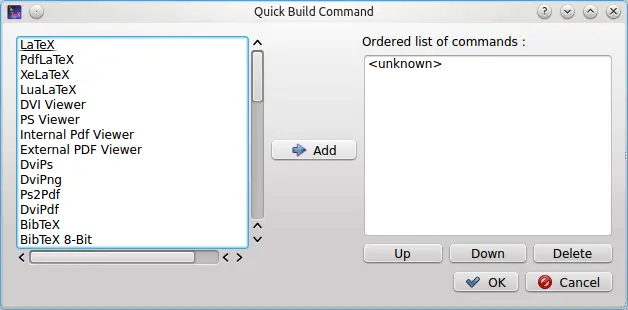 Quick Build Command
LaTeX
PdfLaTeX
XeLaTeX
LuaLaTeX
DVI Viewer
PS Viewer
Internal Pdf Viewer
External PDF Viewer
DviPs
DviPng
Ps2Pdf
DviPdf
BibTeX
BibTeX 8-Bit
Add
Ordered list of commands :
<unknown>
Up Down Delete
OK Cancel